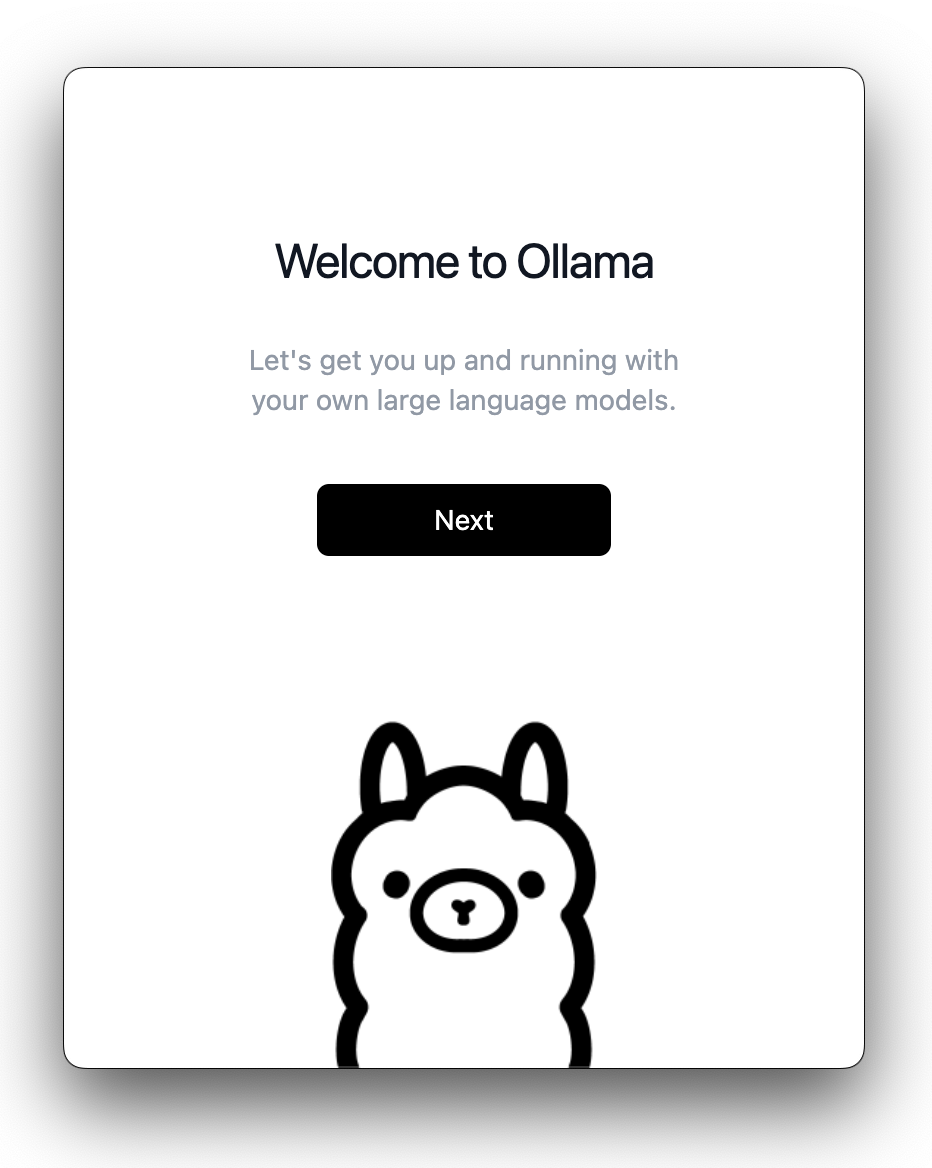 Welcome to Ollama
Let's get you up and running with
your own large language models.
Next